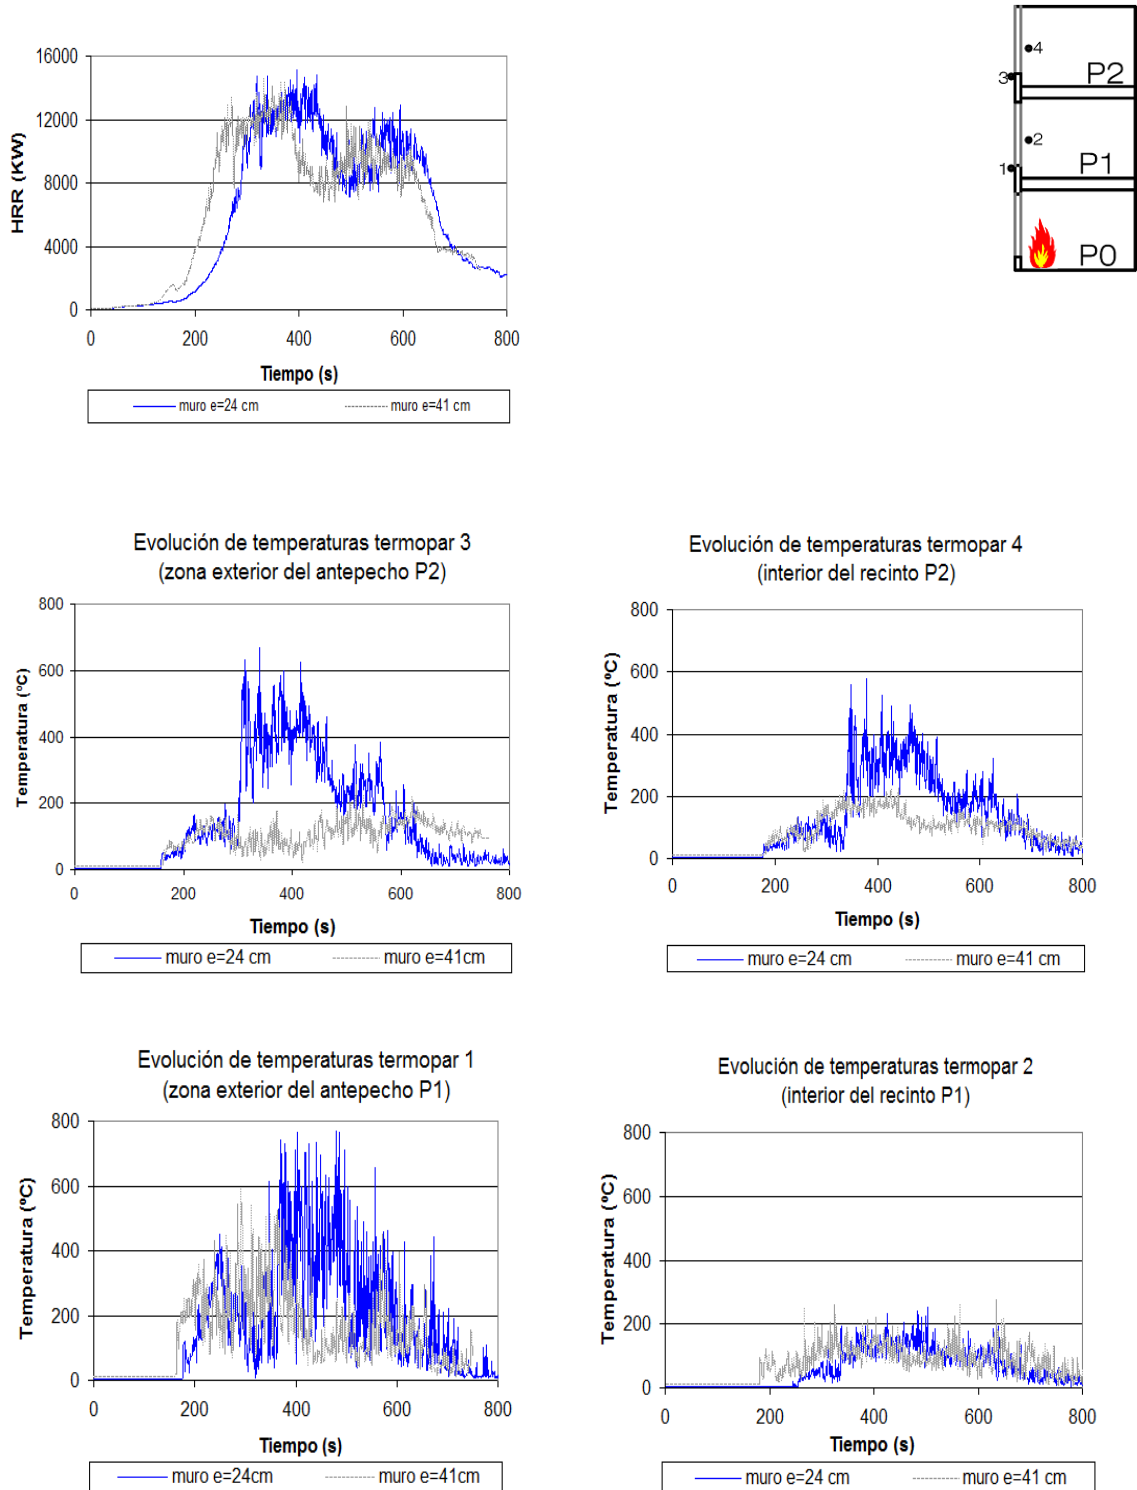 16000
12000
8000
4000
0
HRR (KW)
0 200 400 600 800
Tiempo (s)
muro e=24 cm muro e=41 cm
4
3
P2
2
1
P1
P0
Evolución de temperaturas termopar 3
(zona exterior del antepecho P2)
800
600
400
200
0
Temperatura (ºC)
0 200 400 600 800
Tiempo (s)
muro e=24 cm muro e=41cm
Evolución de temperaturas termopar 4
(interior del recinto P2)
800
600
400
200
0
Temperatura (ºC)
0 200 400 600 800
Tiempo (s)
muro e=24 cm muro e=41 cm
Evolución de temperaturas termopar 1
(zona exterior del antepecho P1)
800
600
400
200
0
Temperatura (ºC)
0 200 400 600 800
Tiempo (s)
muro e=24cm muro e=41cm
Evolución de temperaturas termopar 2
(interior del recinto P1)
800
600
400
200
0
Temperatura (ºC)
0 200 400 600 800
Tiempo (s)
muro e=24 cm muro e=41 cm